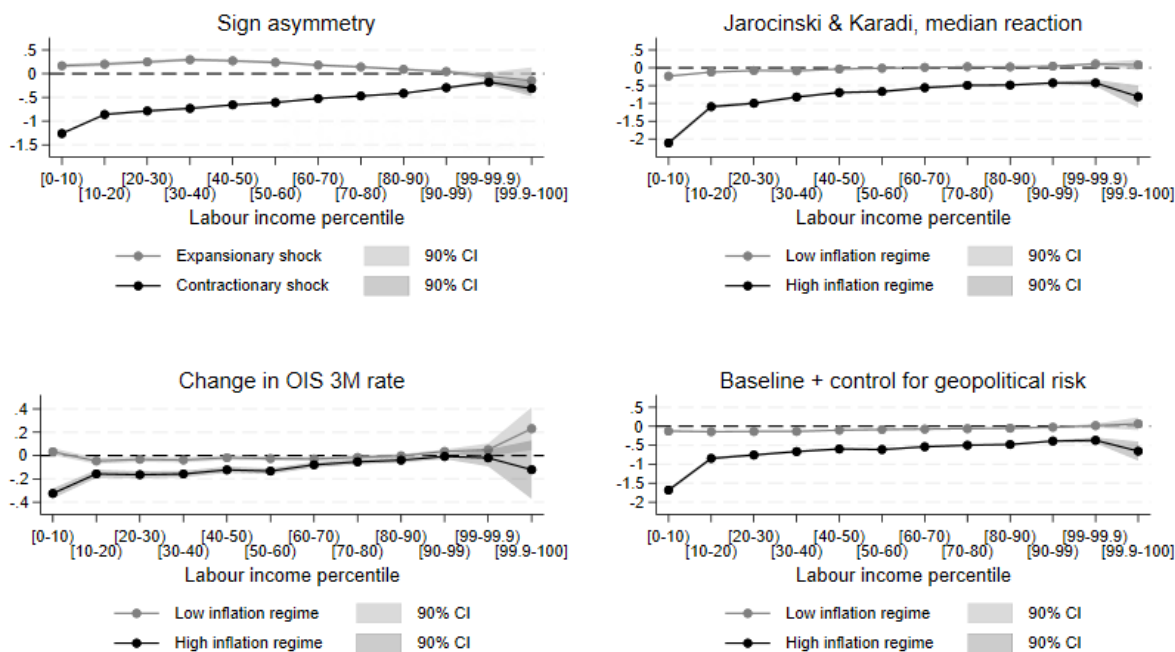 Sign asymmetry
.5
0
-.5
-1
-1.5
[0-10) [20-30) [40-50) [60-70) [80-90) [99-99.9)
[10-20) [30-40) [50-60) [70-80) [90-99) [99.9-100]
Labour income percentile
Expansionary shock 90% CI
Contractionary shock 90% CI
Jarocinski & Karadi, median reaction
.5
0
-.5
-1
-1.5
-2
[0-10) [20-30) [40-50) [60-70) [80-90) [99-99.9)
[10-20) [30-40) [50-60) [70-80) [90-99) [99.9-100]
Labour income percentile
Low inflation regime 90% CI
High inflation regime 90% CI
Change in OIS 3M rate
.4
.2
0
-.2
-.4
[0-10) [20-30) [40-50) [60-70) [80-90) [99-99.9)
[10-20) [30-40) [50-60) [70-80) [90-99) [99.9-100]
Labour income percentile
Low inflation regime 90% CI
High inflation regime 90% CI
Baseline + control for geopolitical risk
.5
0
-.5
-1
-1.5
-2
[0-10) [20-30) [40-50) [60-70) [80-90) [99-99.9)
[10-20) [30-40) [50-60) [70-80) [90-99) [99.9-100]
Labour income percentile
Low inflation regime 90% CI
High inflation regime 90% CI